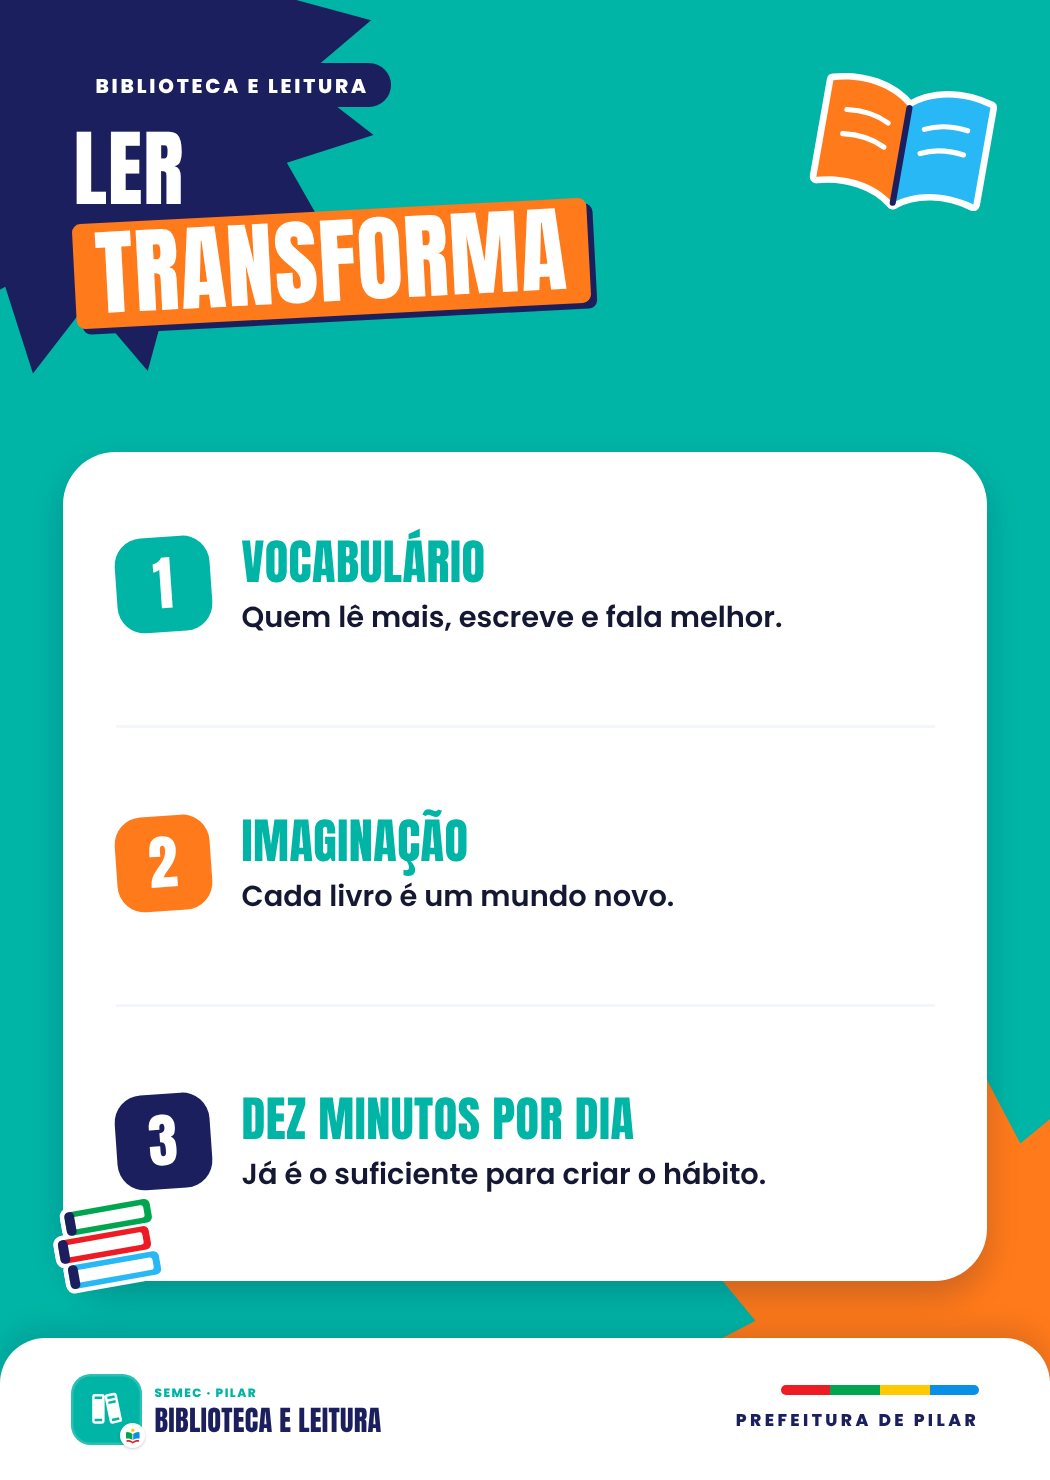 BIBLIOTECA E LEITURA
LER
TRANSFORMA
1
VOCABULÁRIO
Quem lê mais, escreve e fala melhor.
2
IMAGINAÇÃO
Cada livro é um mundo novo.
3
DEZ MINUTOS POR DIA
Já é o suficiente para criar o hábito.
SEMEC · PILAR
BIBLIOTECA E LEITURA
PREFEITURA DE PILAR